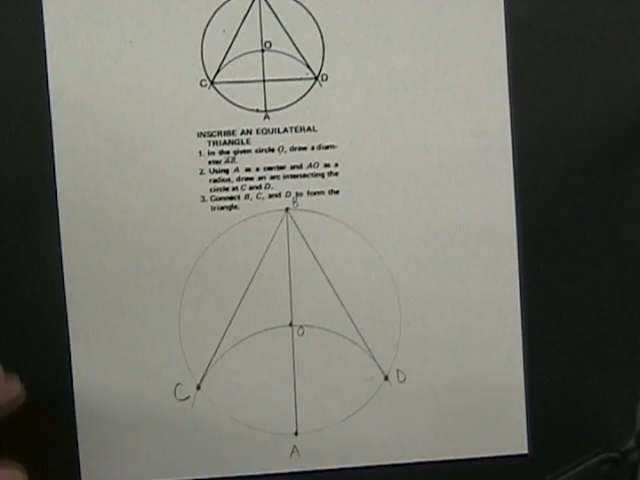 O
C
D
A
INSCRIBE AN EQUILATERAL
TRIANGLE
1. In the given circle O, draw a diam-
eter AB.
2. Using A as a center and AO as a
radius, draw an arc intersecting the
circle at C and D.
3. Connect B, C, and D to form the
triangle.
B
O
C
D
A